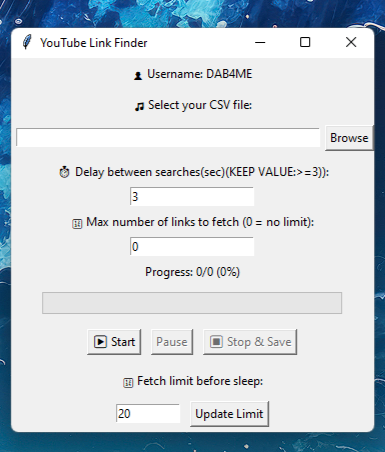 YouTube Link Finder
Username: DAB4ME
Select your CSV file:
Browse
Delay between searches(sec)(KEEP VALUE:>=3)):
3
Max number of links to fetch (0 = no limit):
0
Progress: 0/0 (0%)
Start Pause Stop & Save
Fetch limit before sleep:
20 Update Limit